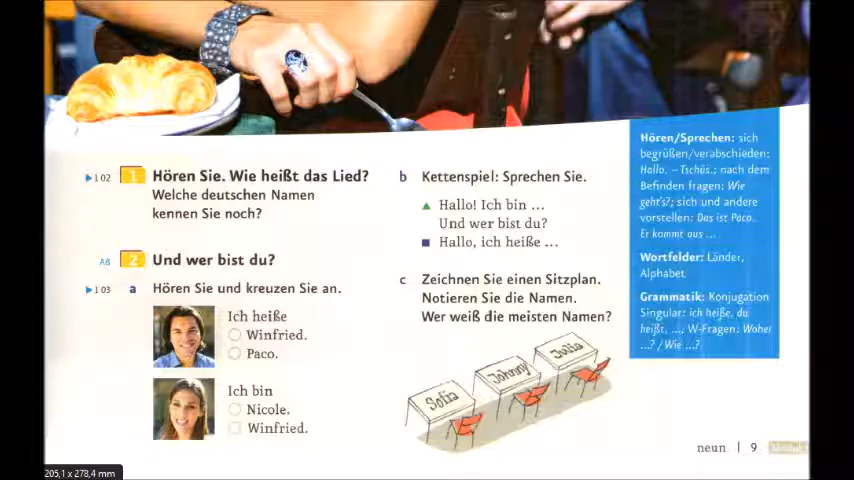 ▶1 02 1 Hören Sie. Wie heißt das Lied?
Welche deutschen Namen
kennen Sie noch?
AB 2 Und wer bist du?
▶1 03 a Hören Sie und kreuzen Sie an.
Ich heiße
Winfried.
Paco.
Ich bin
Nicole.
Winfried.
b Kettenspiel: Sprechen Sie.
▲ Hallo! Ich bin ...
Und wer bist du?
■ Hallo, ich heiße ...
c Zeichnen Sie einen Sitzplan.
Notieren Sie die Namen.
Wer weiß die meisten Namen?
Sofia
Johnny
Julia
Hören/Sprechen: sich
begrüßen/verabschieden:
Hallo. – Tschüs.; nach dem
Befinden fragen: Wie
geht's?; sich und andere
vorstellen: Das ist Paco.
Er kommt aus ...
Wortfelder: Länder,
Alphabet
Grammatik: Konjugation
Singular: ich heiße, du
heißt, ..., W-Fragen: Woher
...? / Wie ...?
neun | 9
205,1 x 278,4 mm